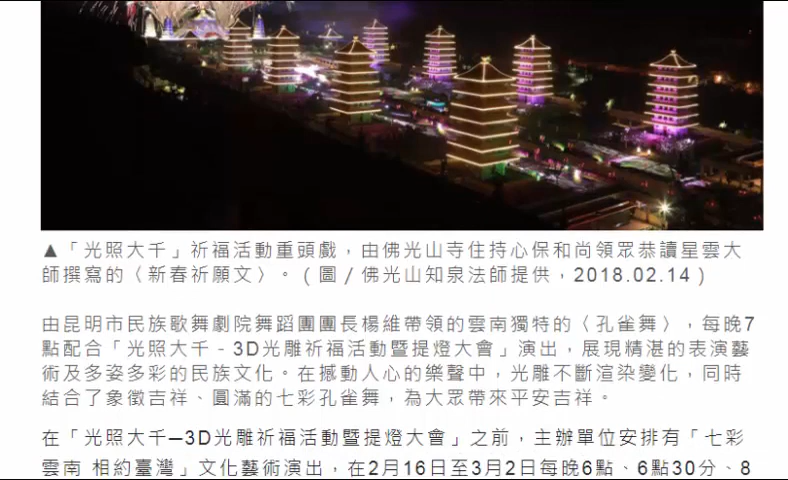 ▲「光照大千」祈福活動重頭戲，由佛光山寺住持心保和尚領眾恭讀星雲大
師撰寫的〈新春祈願文〉。（圖／佛光山知泉法師提供，2018.02.14）
由昆明市民族歌舞劇院舞蹈團團長楊維帶領的雲南獨特的〈孔雀舞〉，每晚7
點配合「光照大千－3D光雕祈福活動暨提燈大會」演出，展現精湛的表演藝
術及多姿多彩的民族文化。在撼動人心的樂聲中，光雕不斷渲染變化，同時
結合了象徵吉祥、圓滿的七彩孔雀舞，為大眾帶來平安吉祥。
在「光照大千—3D光雕祈福活動暨提燈大會」之前，主辦單位安排有「七彩
雲南 相約臺灣」文化藝術演出，在2月16日至3月2日每晚6點、6點30分、8